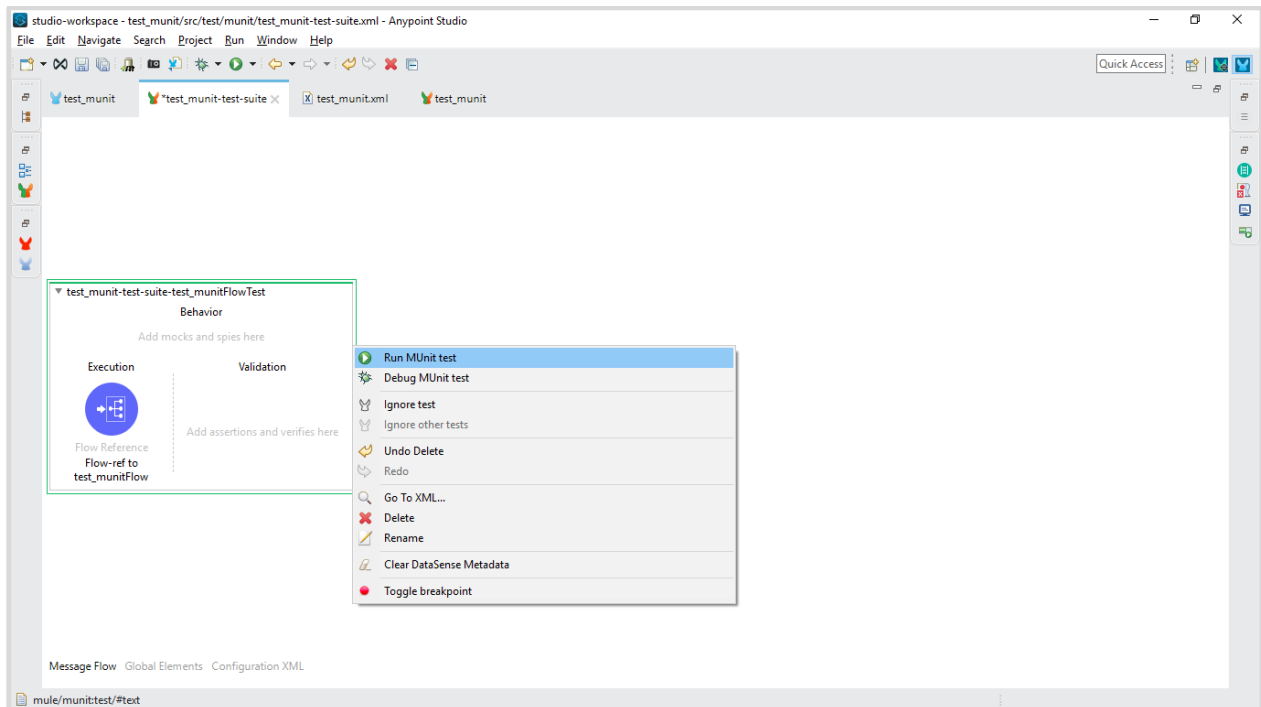 studio-workspace - test_munit/src/test/munit/test_munit-test-suite.xml - Anypoint Studio
File Edit Navigate Search Project Run Window Help
Quick Access
test_munit *test_munit-test-suite test_munit.xml test_munit
test_munit-test-suite-test_munitFlowTest
Behavior
Add mocks and spies here
Execution Validation
Add assertions and verifies here
Flow Reference
Flow-ref to
test_munitFlow
Run MUnit test
Debug MUnit test
Ignore test
Ignore other tests
Undo Delete
Redo
Go To XML...
Delete
Rename
Clear DataSense Metadata
Toggle breakpoint
Message Flow Global Elements Configuration XML
mule/munit:test/#text